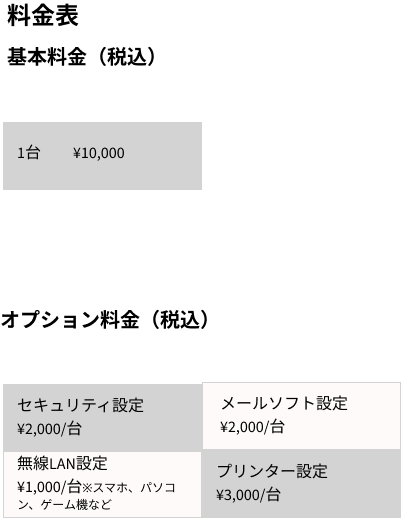 料金表
基本料金（税込）
1台 ¥10,000
オプション料金（税込）
セキュリティ設定
¥2,000/台
メールソフト設定
¥2,000/台
無線LAN設定
¥1,000/台※スマホ、パソコ
ン、ゲーム機など
プリンター設定
¥3,000/台